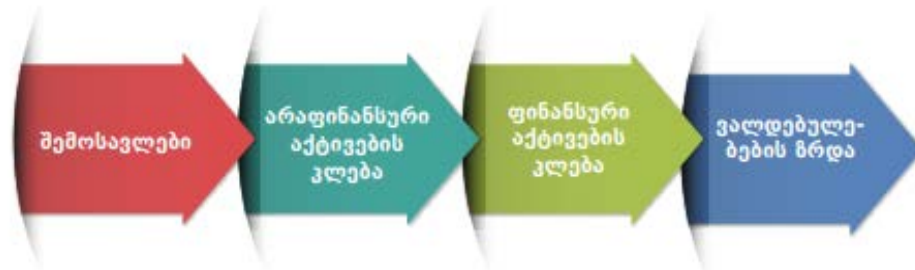 შემოსავლები
არაფინანსური
აქტივების
კლება
ფინანსური
აქტივების
კლება
ვალდებულე-
ბების ზრდა